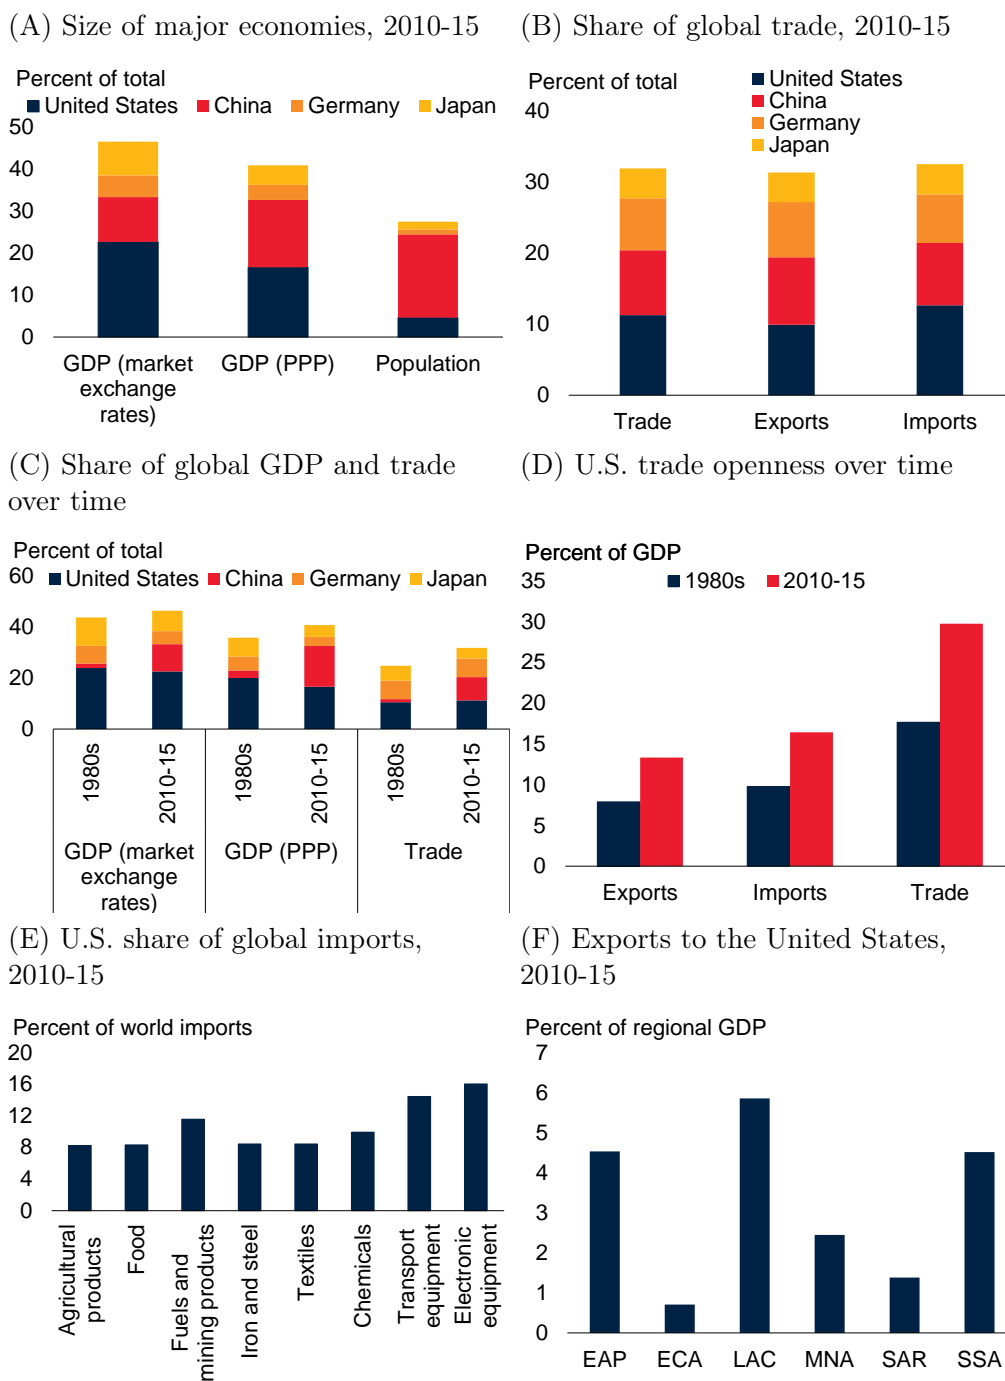 (A) Size of major economies, 2010-15
Percent of total
United States China Germany Japan
50
40
30
20
10
0
GDP (market
exchange
rates)
GDP (PPP)
Population
(B) Share of global trade, 2010-15
Percent of total
United States
China
Germany
Japan
40
30
20
10
0
Trade
Exports
Imports
(C) Share of global GDP and trade
over time
Percent of total
United States China Germany Japan
60
40
20
0
1980s
2010-15
1980s
2010-15
1980s
2010-15
GDP (market
exchange
rates)
GDP (PPP)
Trade
(D) U.S. trade openness over time
Percent of GDP
1980s 2010-15
35
30
25
20
15
10
5
0
Exports
Imports
Trade
(E) U.S. share of global imports,
2010-15
Percent of world imports
20
16
12
8
4
0
Agricultural
products
Food
Fuels and
mining products
Iron and steel
Textiles
Chemicals
Transport
equipment
Electronic
equipment
(F) Exports to the United States,
2010-15
Percent of regional GDP
7
6
5
4
3
2
1
0
EAP
ECA
LAC
MNA
SAR
SSA